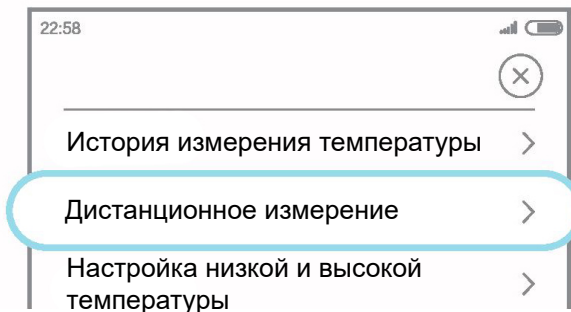 22:58
История измерения температуры
Дистанционное измерение
Настройка низкой и высокой
температуры